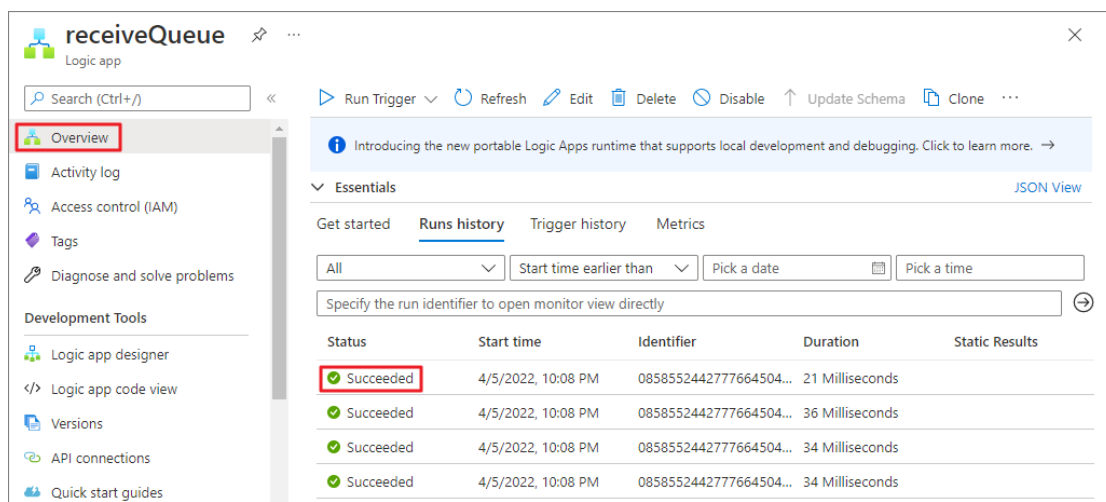 receiveQueue
Logic app
Search (Ctrl+/)
Overview
Activity log
Access control (IAM)
Tags
Diagnose and solve problems
Development Tools
Logic app designer
Logic app code view
Versions
API connections
Quick start guides
Run Trigger Refresh Edit Delete Disable Update Schema Clone
Introducing the new portable Logic Apps runtime that supports local development and debugging. Click to learn more. →
Essentials JSON View
Get started Runs history Trigger history Metrics
All Start time earlier than Pick a date Pick a time
Specify the run identifier to open monitor view directly
Status Start time Identifier Duration Static Results
Succeeded 4/5/2022, 10:08 PM 0858552442777664504... 21 Milliseconds
Succeeded 4/5/2022, 10:08 PM 0858552442777664504... 36 Milliseconds
Succeeded 4/5/2022, 10:08 PM 0858552442777664504... 34 Milliseconds
Succeeded 4/5/2022, 10:08 PM 0858552442777664504... 34 Milliseconds